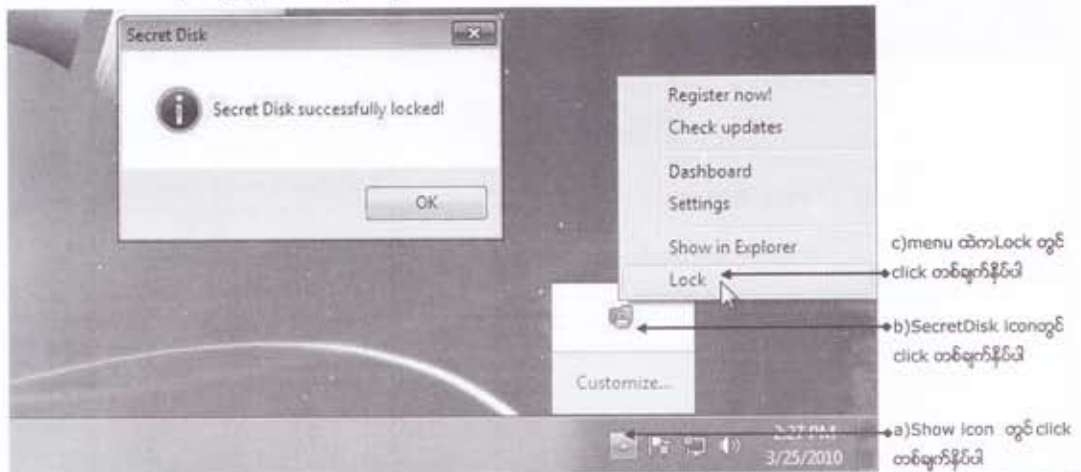 Secret Disk
Secret Disk successfully locked!
OK
Register now!
Check updates
Dashboard
Settings
Show in Explorer
Lock
Customize...
2:27 PM
3/25/2010
c)menu ထဲကLock တွင်
click တစ်ချက်နှိပ်ပါ
b)SecretDisk iconတွင်
click တစ်ချက်နှိပ်ပါ
a)Show icon တွင် click
တစ်ချက်နှိပ်ပါ